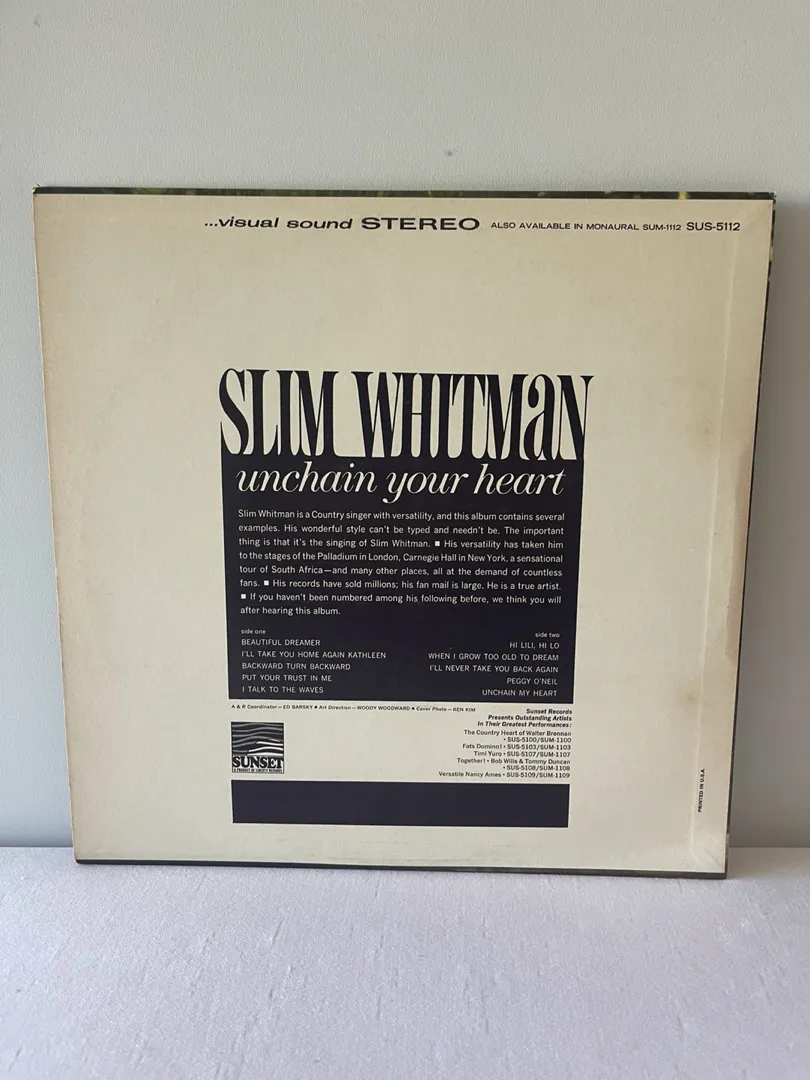 ...visual sound STEREO ALSO AVAILABLE IN MONAURAL SUM-1112 SUS-5112
SLIM WHITMAN
unchain your heart
Slim Whitman is a Country singer with versatility, and this album contains several
examples. His wonderful style can't be typed and needn't be. The important
thing is that it's the singing of Slim Whitman. ■ His versatility has taken him
to the stages of the Palladium in London, Carnegie Hall in New York, a sensational
tour of South Africa—and many other places, all at the demand of countless
fans. ■ His records have sold millions; his fan mail is large. He is a true artist.
■ If you haven't been numbered among his following before, we think you will
after hearing this album.
side one
BEAUTIFUL DREAMER
I'LL TAKE YOU HOME AGAIN KATHLEEN
BACKWARD TURN BACKWARD
PUT YOUR TRUST IN ME
I TALK TO THE WAVES
side two
HI LILI, HI LO
WHEN I GROW TOO OLD TO DREAM
I'LL NEVER TAKE YOU BACK AGAIN
PEGGY O'NEIL
UNCHAIN MY HEART
A & R Coordinator—ED BARSKY ■ Art Direction—WOODY WOODWARD ■ Cover Photo—KEN KIM
SUNSET
A PRODUCT OF LIBERTY RECORDS
Sunset Records
Presents Outstanding Artists
In Their Greatest Performances:
The Country Heart of Walter Brennan
• SUS-5100/SUM-1100
Fats Domino! • SUS-5103/SUM-1103
Timi Yuro • SUS-5107/SUM-1107
Together! • Bob Wills & Tommy Duncan
• SUS-5108/SUM-1108
Versatile Nancy Ames • SUS-5109/SUM-1109
PRINTED IN U.S.A.